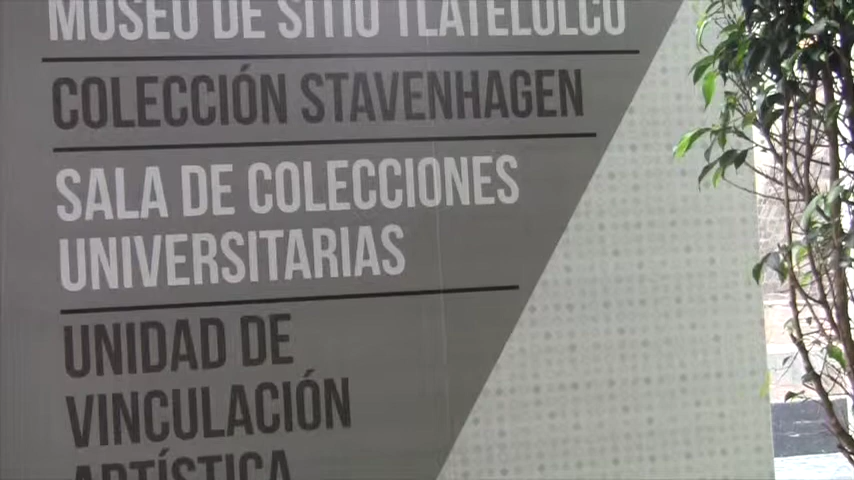 MUSEO DE SITIO TLATELOLCO
COLECCIÓN STAVENHAGEN
SALA DE COLECCIONES
UNIVERSITARIAS
UNIDAD DE
VINCULACIÓN
ARTÍSTICA